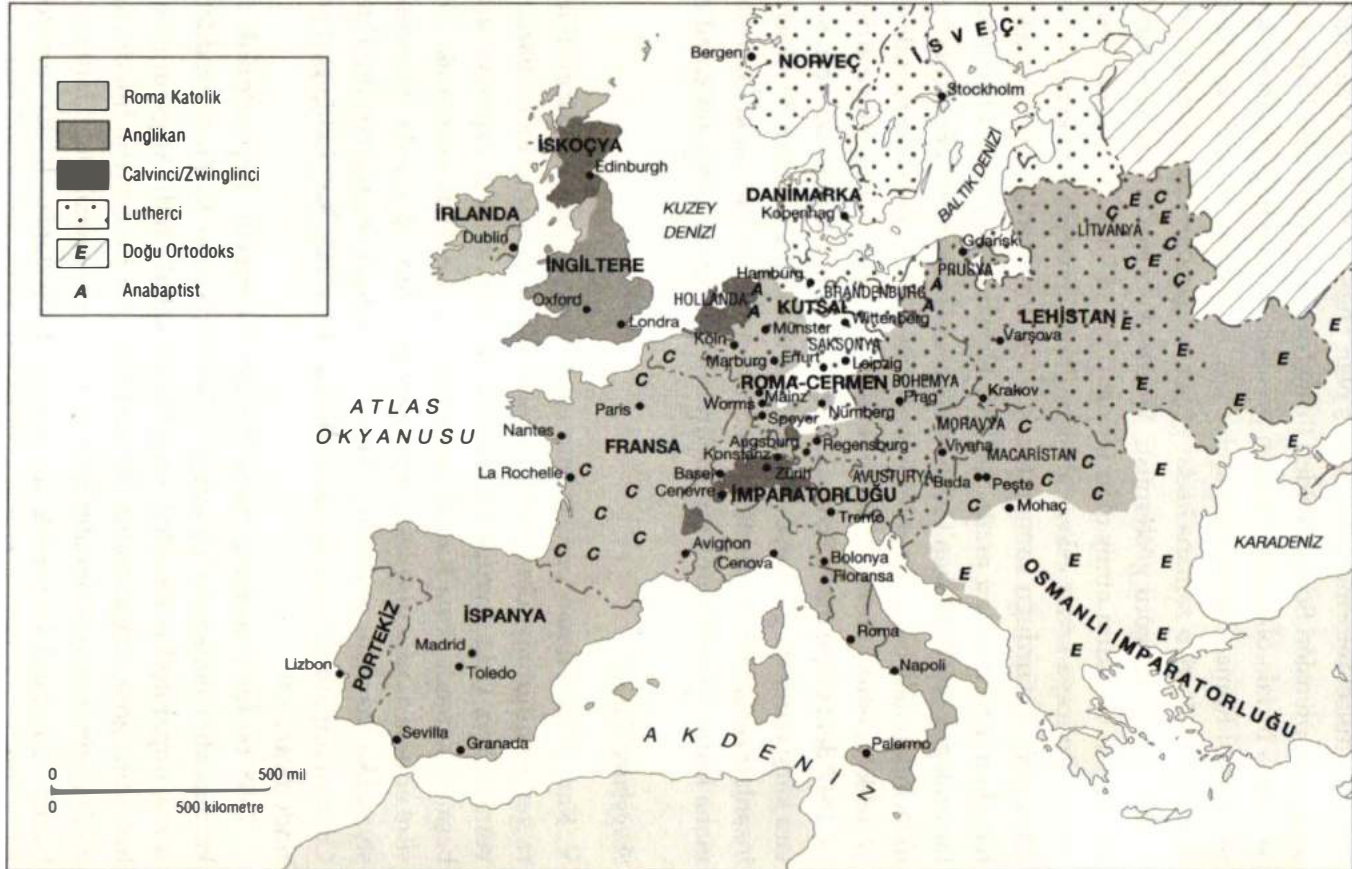 Roma Katolik
Anglikan
Calvinci/Zwinglinci
Lutherci
E Doğu Ortodoks
A Anabaptist
Bergen
NORVEÇ
İSVEÇ
Stockholm
BALTIK DENİZİ
İSKOÇYA
Edinburgh
KUZEY
DENİZİ
DANİMARKA
Kopenhag
İRLANDA
Dublin
İNGİLTERE
Oxford
Londra
C
E
C
C
E
LİTVANYA
C
E
C
Gdańsk
PRUSYA
Hamburg
A
HOLLANDA
A
KUTSAL
BRANDENBURG
A
A
Wittenberg
LEHİSTAN
E
E
Varşova
E
E
Münster
Köln
SAKSONYA
Marburg
Erfurt
Leipzig
C
C
ROMA-CERMEN
BOHEMYA
Mainz
Worms
Nürnberg
Prag
Krakov
E
E
E
Paris
Speyer
ATLAS
OKYANUSU
Nantes
FRANSA
Augsburg
Regensburg
MORAVYA
C
Viyana
MACARİSTAN
Konstanz
La Rochelle
C
Basel
Zürih
AVUSTURYA
Buda
Peşte
C
C
C
C
E
Cenevre
İMPARATORLUĞU
C
C
Trento
Mohaç
C
C
C
Avignon
Cenova
Bolonya
Floransa
E
E
E
KARADENİZ
OSMANLI İMPARATORLUĞU
E
E
PORTEKİZ
İSPANYA
Madrid
Toledo
Lizbon
Roma
Napoli
Sevilla
Granada
AKDENİZ
Palermo
0 500 mil
0 500 kilometre